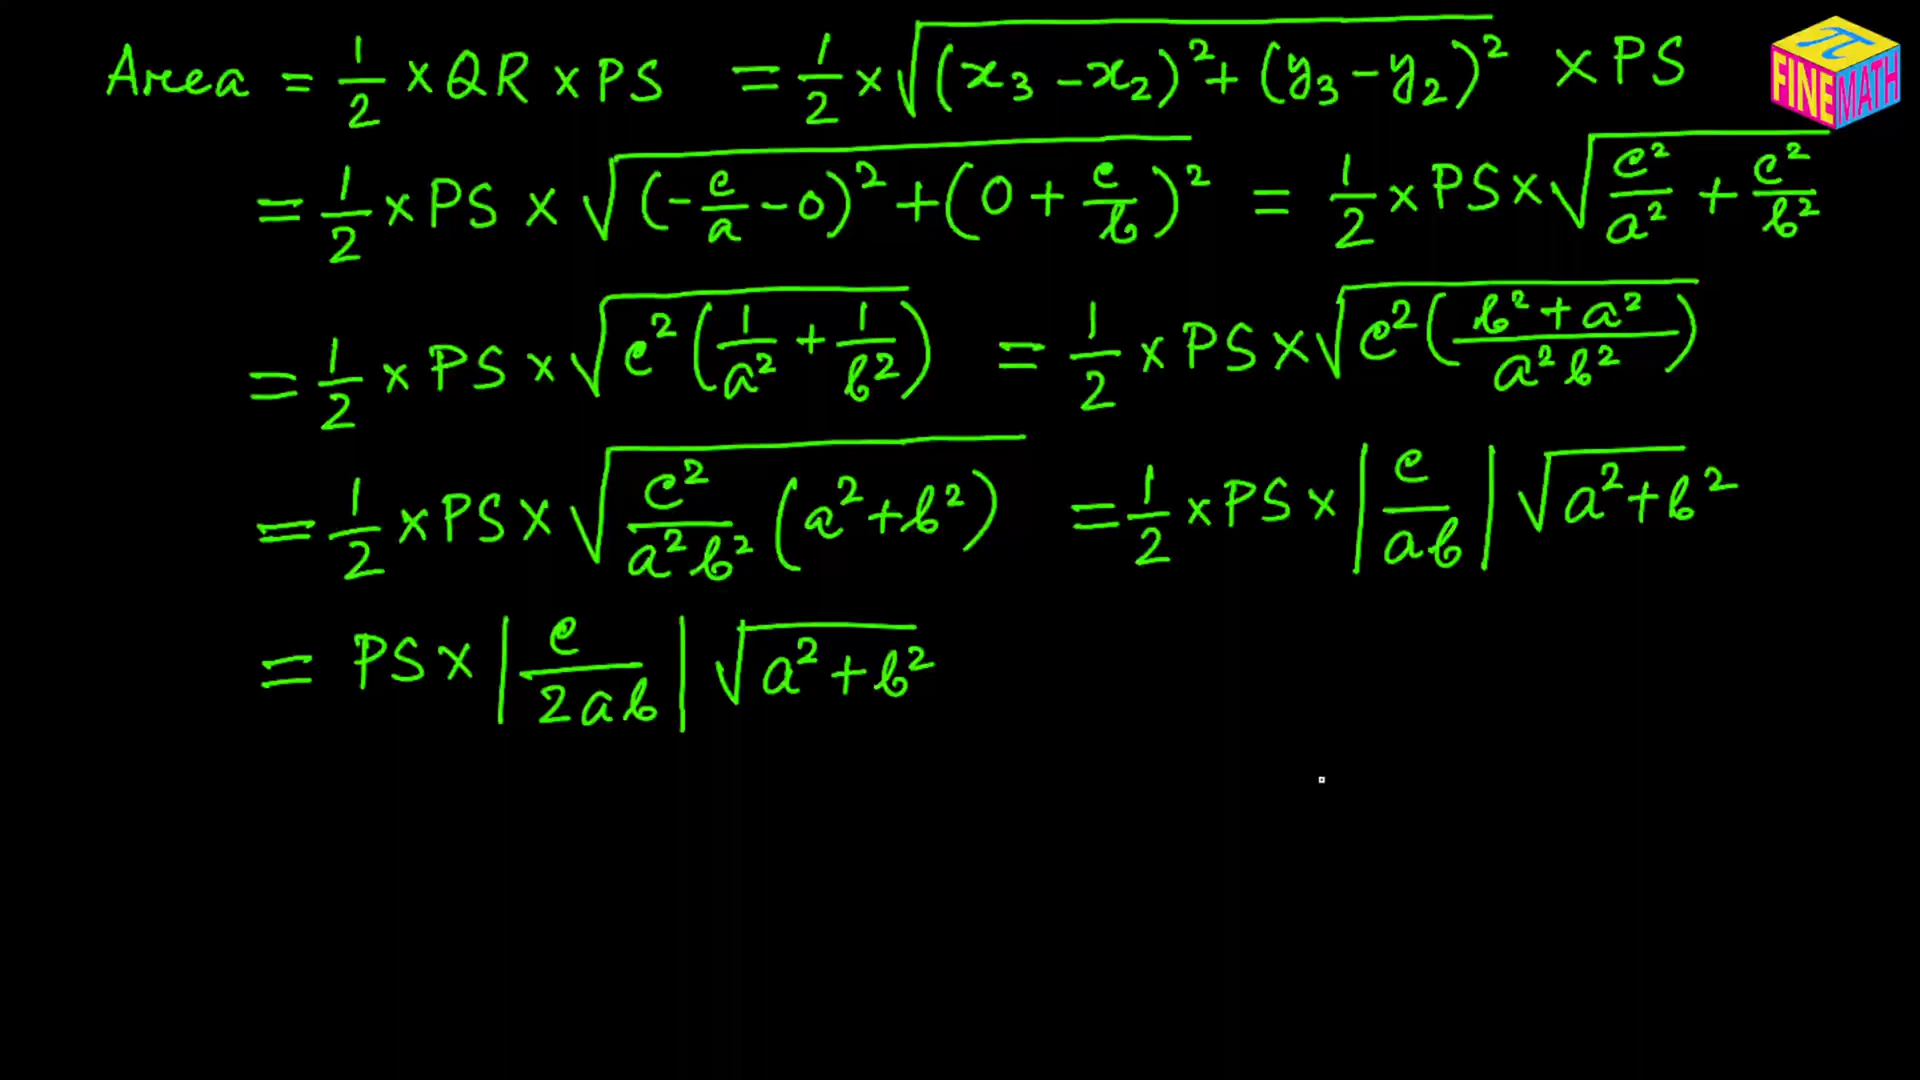 Area = 1/2 × QR × PS = 1/2 × √((x₃ - x₂)² + (y₃ - y₂)²) × PS
= 1/2 × PS × √((-c/a - 0)² + (0 + c/b)²) = 1/2 × PS × √(c²/a² + c²/b²)
= 1/2 × PS × √(c²(1/a² + 1/b²)) = 1/2 × PS × √(c²((b² + a²)/(a²b²)))
= 1/2 × PS × √(c²/(a²b²) (a² + b²)) = 1/2 × PS × |c/(ab)| √(a² + b²)
= PS × |c/(2ab)| √(a² + b²)
π
FINE MATH